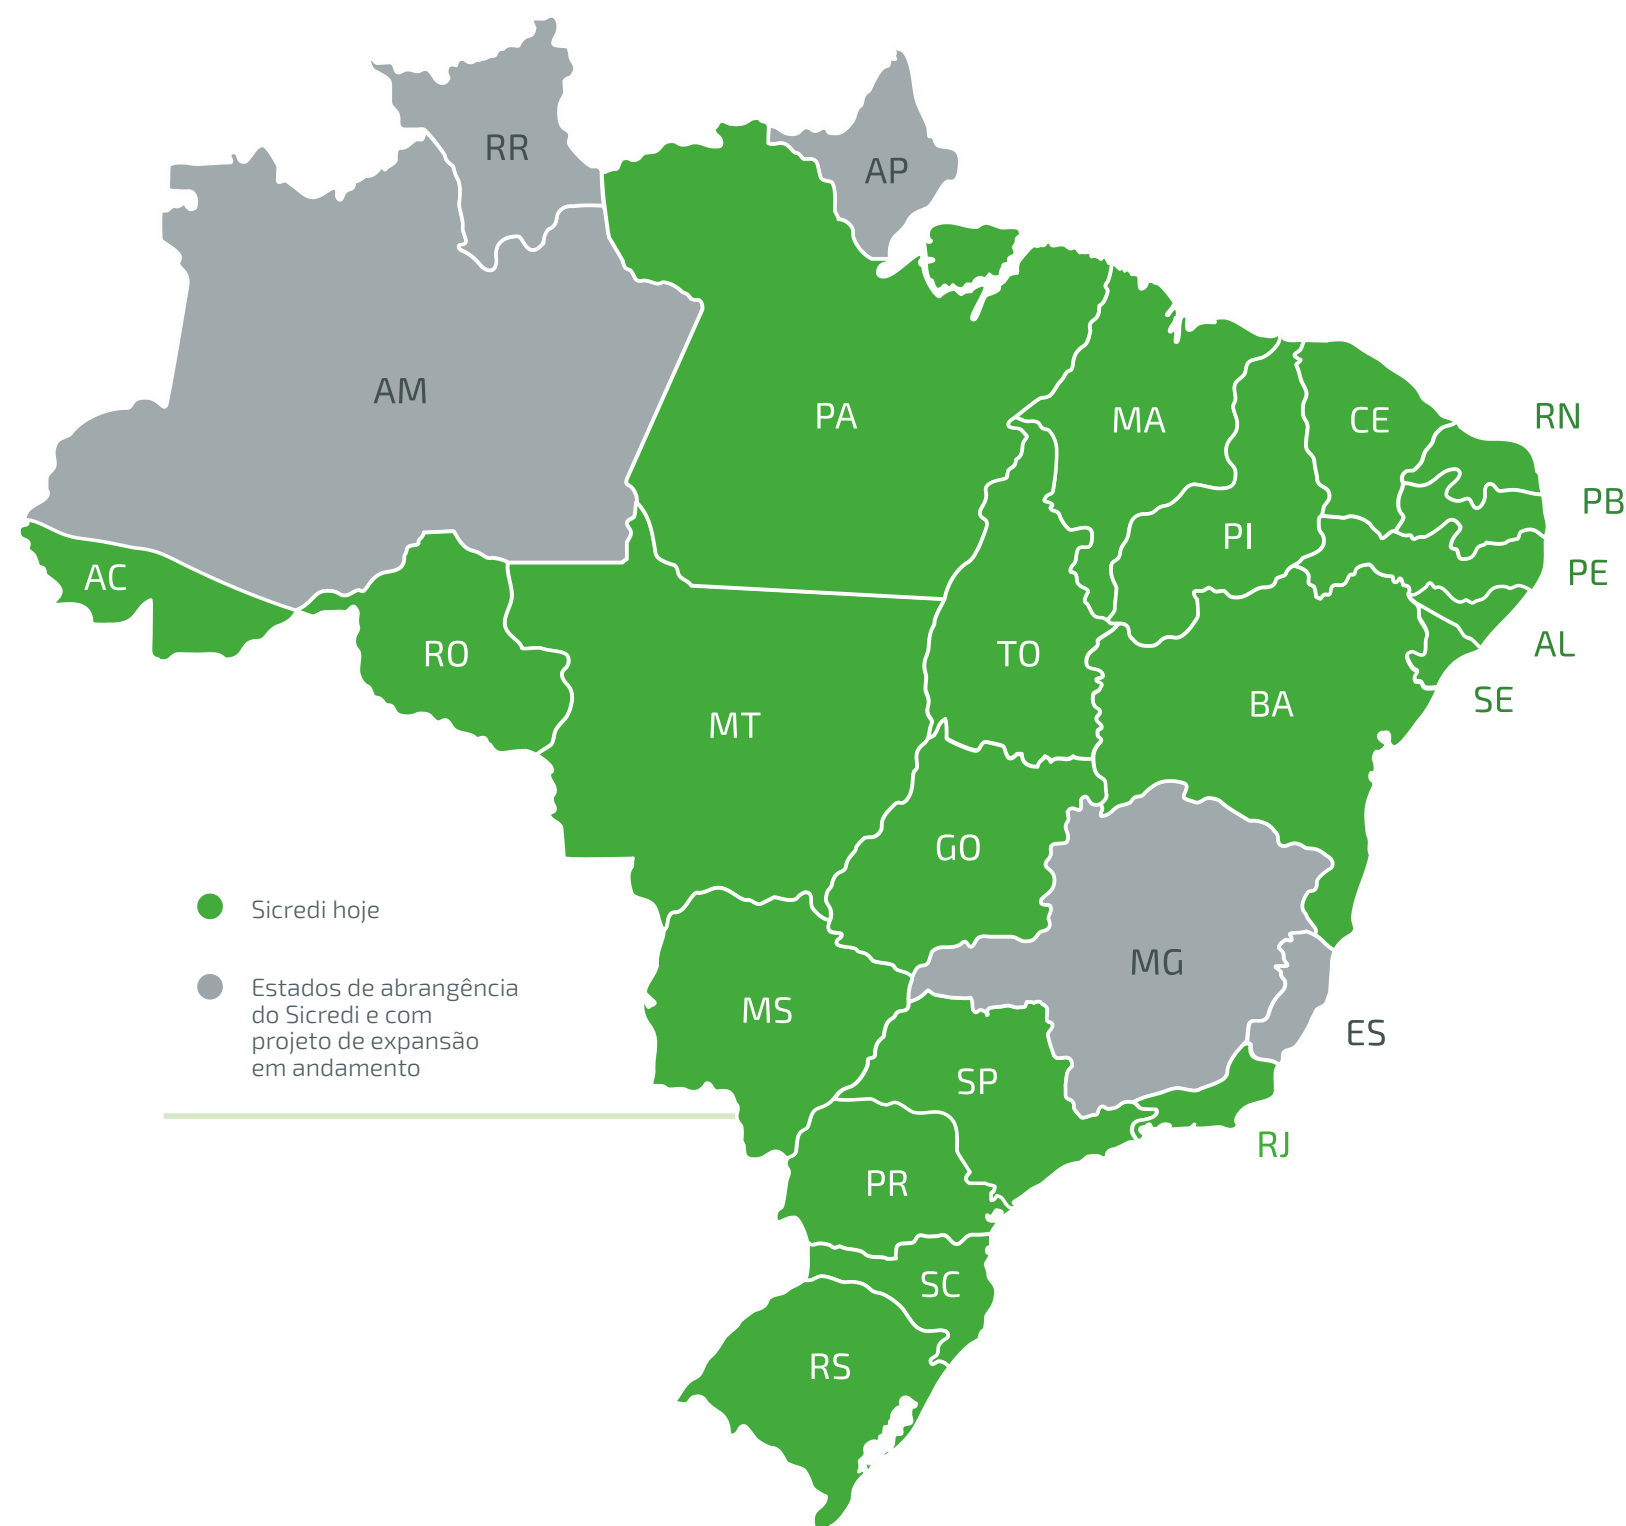 RR
AP
AM
PA
MA
CE
RN
PB
PI
PE
AC
RO
TO
AL
MT
BA
SE
GO
Sicredi hoje
MG
Estados de abrangência
do Sicredi e com
projeto de expansão
em andamento
MS
ES
SP
RJ
PR
SC
RS